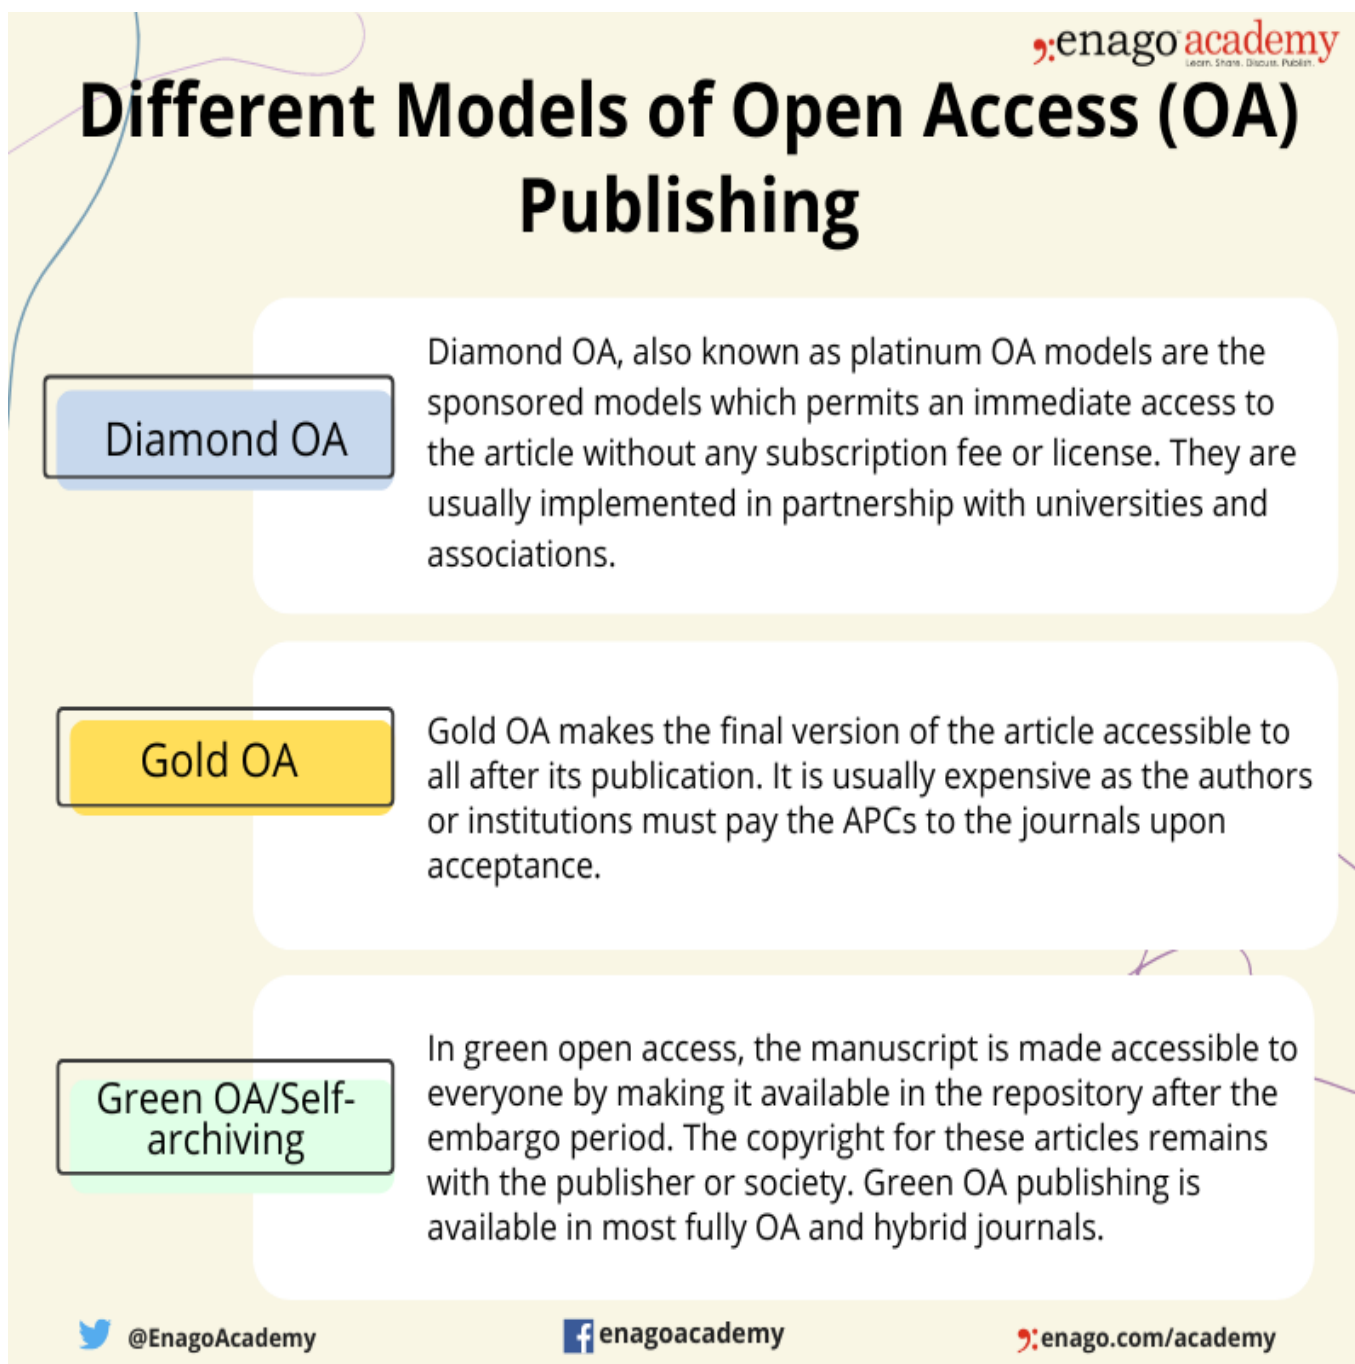 enago academy
Learn. Share. Discuss. Publish.
Different Models of Open Access (OA)
Publishing
Diamond OA
Diamond OA, also known as platinum OA models are the
sponsored models which permits an immediate access to
the article without any subscription fee or license. They are
usually implemented in partnership with universities and
associations.
Gold OA
Gold OA makes the final version of the article accessible to
all after its publication. It is usually expensive as the authors
or institutions must pay the APCs to the journals upon
acceptance.
Green OA/Self-
archiving
In green open access, the manuscript is made accessible to
everyone by making it available in the repository after the
embargo period. The copyright for these articles remains
with the publisher or society. Green OA publishing is
available in most fully OA and hybrid journals.
@EnagoAcademy
enagoacademy
enago.com/academy